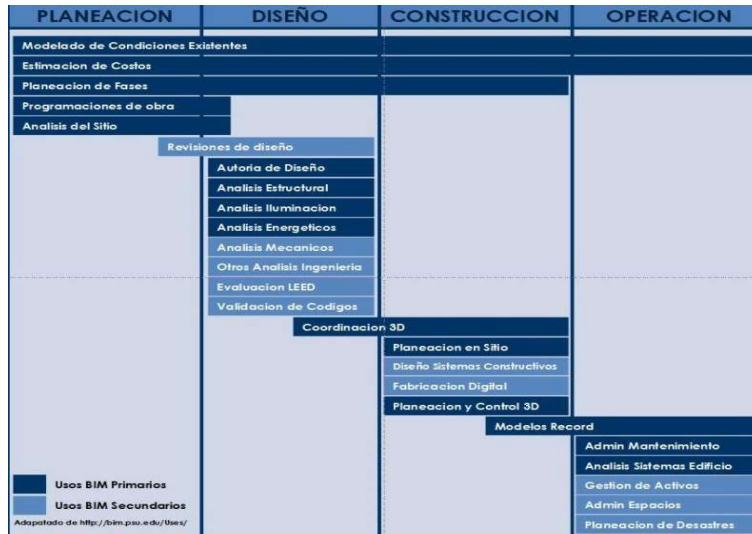 PLANEACION DISEÑO CONSTRUCCION OPERACION
Modelado de Condiciones Existentes
Estimacion de Costos
Planeacion de Fases
Programaciones de obra
Analisis del Sitio
Revisiones de diseño
Autoria de Diseño
Analisis Estructural
Analisis Iluminacion
Analisis Energeticos
Analisis Mecanicos
Otros Analisis Ingenieria
Evaluacion LEED
Validacion de Codigos
Coordinacion 3D
Planeacion en Sitio
Diseño Sistemas Constructivos
Fabricacion Digital
Planeacion y Control 3D
Modelos Record
Admin Mantenimiento
Analisis Sistemas Edificio
Gestion de Activos
Admin Espacios
Planeacion de Desastres
Usos BIM Primarios
Usos BIM Secundarios
Adapatado de http://bim.psu.edu/Uses/